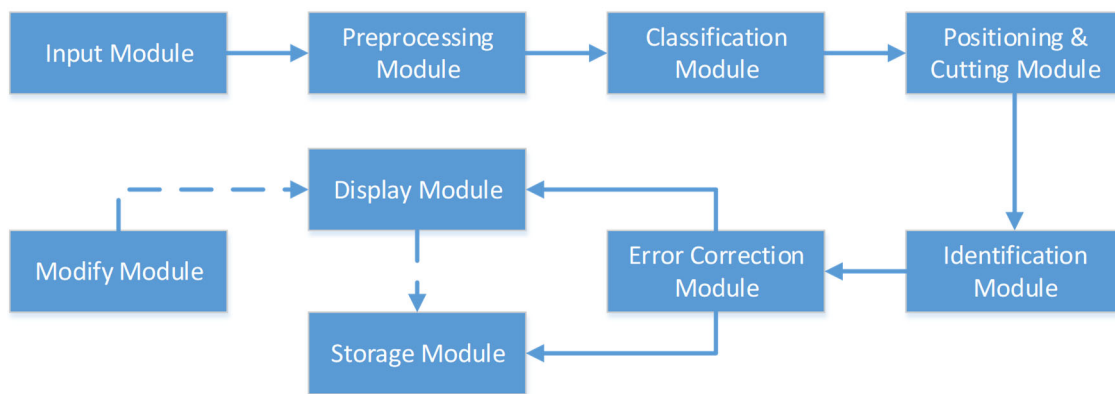 Input Module
Preprocessing
Module
Classification
Module
Positioning &
Cutting Module
Display Module
Modify Module
Error Correction
Module
Identification
Module
Storage Module